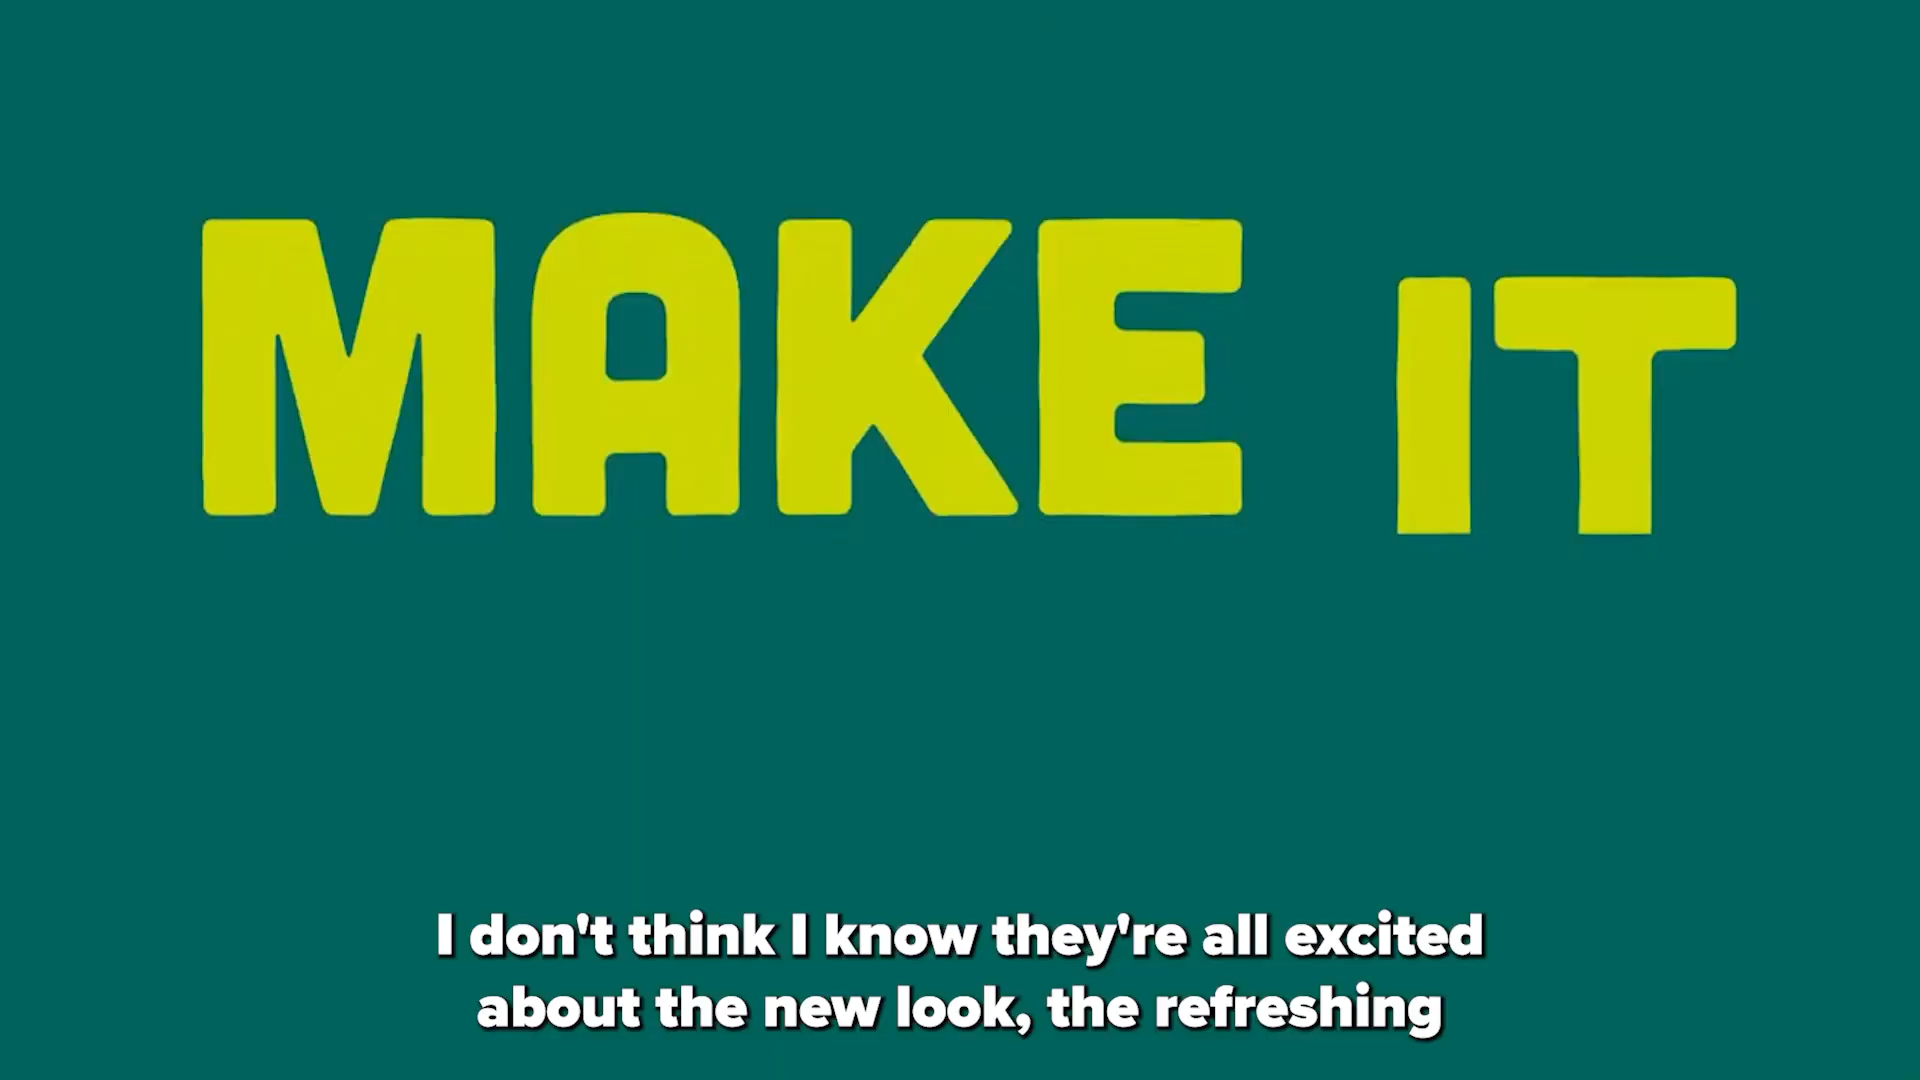 MAKE IT
I don't think I know they're all excited
about the new look, the refreshing